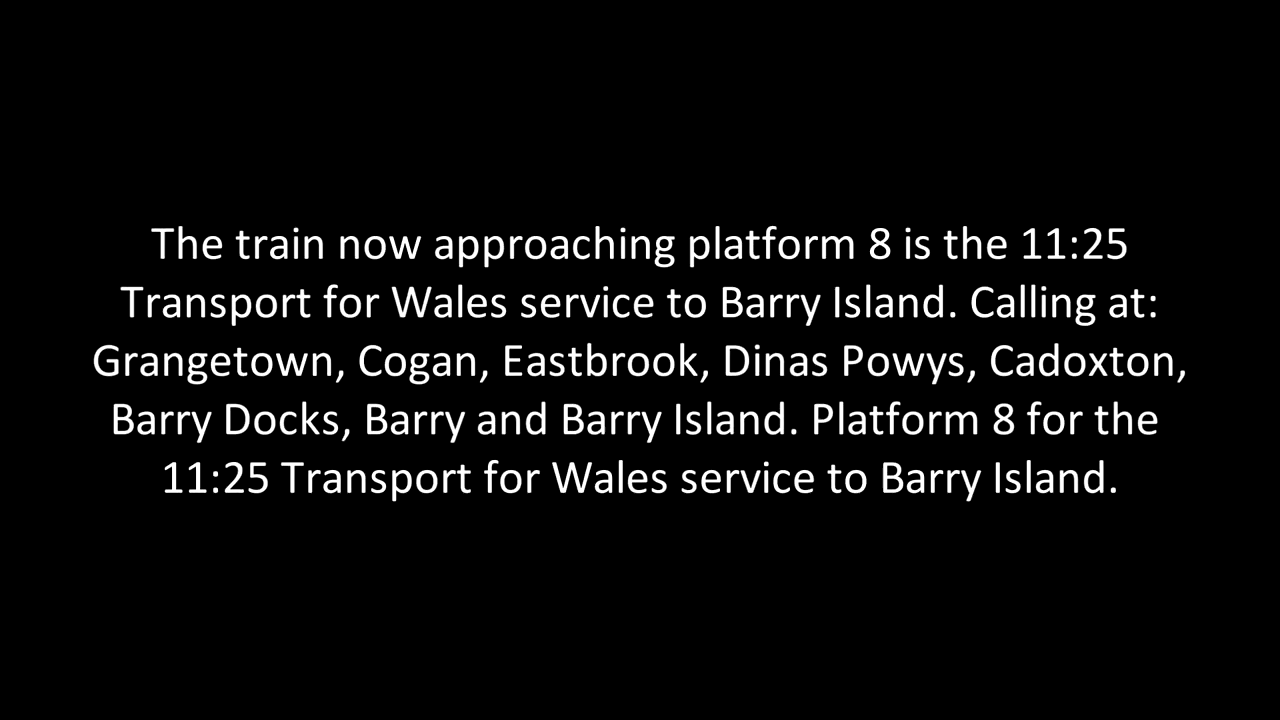 The train now approaching platform 8 is the 11:25
Transport for Wales service to Barry Island. Calling at:
Grangetown, Cogan, Eastbrook, Dinas Powys, Cadoxton,
Barry Docks, Barry and Barry Island. Platform 8 for the
11:25 Transport for Wales service to Barry Island.